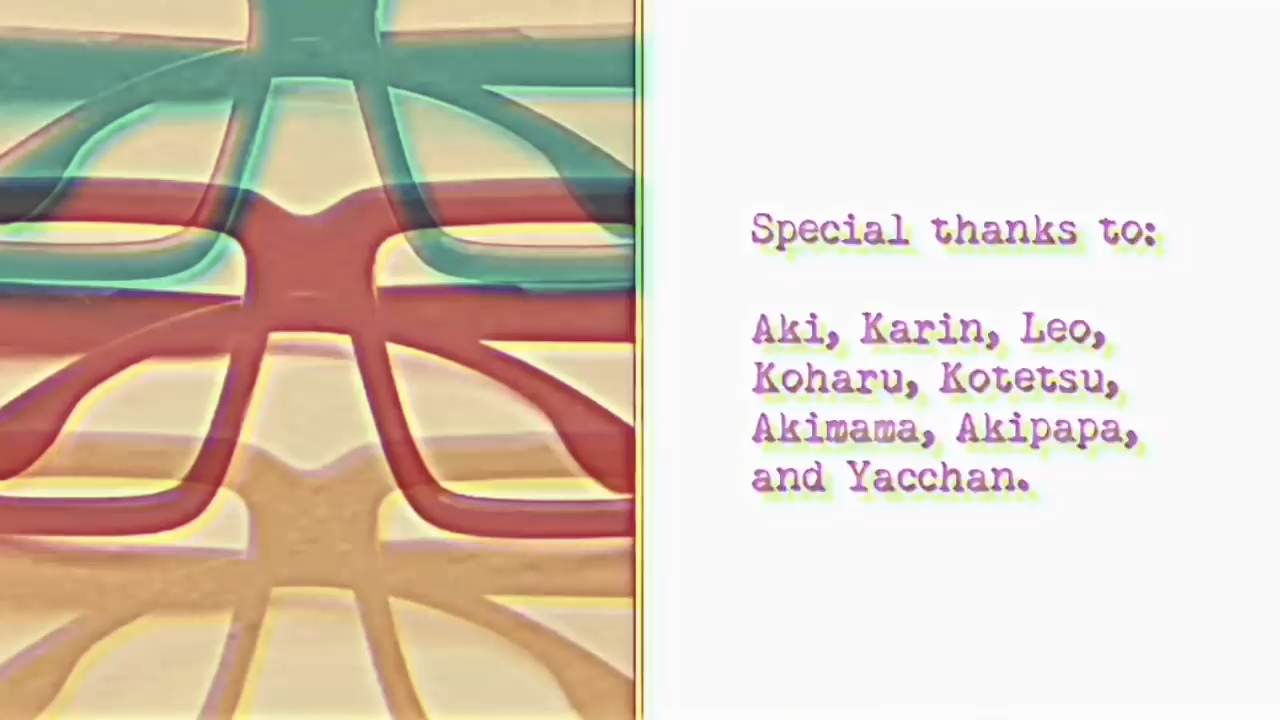 Special thanks to:
Aki, Karin, Leo,
Koharu, Kotetsu,
Akimama, Akipapa,
and Yacchan.